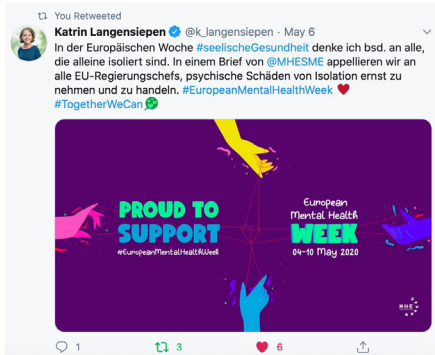 You Retweeted
Katrin Langensiepen @k_langensiepen · May 6
In der Europäischen Woche #seelischeGesundheit denke ich bsd. an alle,
die alleine isoliert sind. In einem Brief von @MHESME appellieren wir an
alle EU-Regierungschefs, psychische Schäden von Isolation ernst zu
nehmen und zu handeln. #EuropeanMentalHealthWeek ❤️
#TogetherWeCan
PROUD TO
SUPPORT
#EuropeanMentalHealthWeek
European
Mental Health
WEEK
04-10 May 2020
MHE
1 3 6